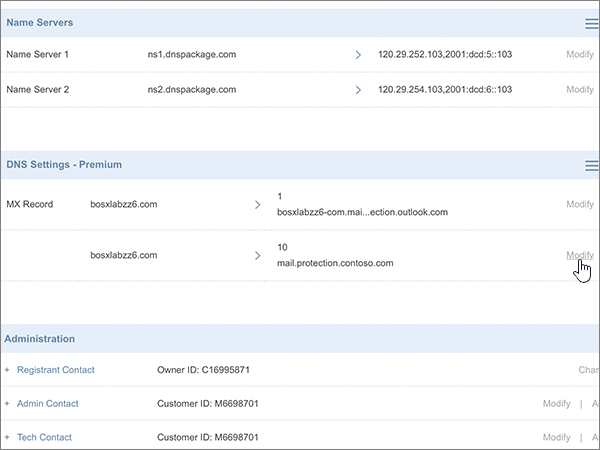 Name Servers
Name Server 1 ns1.dnspackage.com 120.29.252.103,2001:dcd:5::103 Modify
Name Server 2 ns2.dnspackage.com 120.29.254.103,2001:dcd:6::103 Modify
DNS Settings - Premium
MX Record bosxlabzz6.com 1 Modify
bosxlabzz6-com.mai...ection.outlook.com
bosxlabzz6.com 10 Modify
mail.protection.contoso.com
Administration
+ Registrant Contact Owner ID: C16995871 Char
+ Admin Contact Customer ID: M6698701 Modify | A
+ Tech Contact Customer ID: M6698701 Modify | A